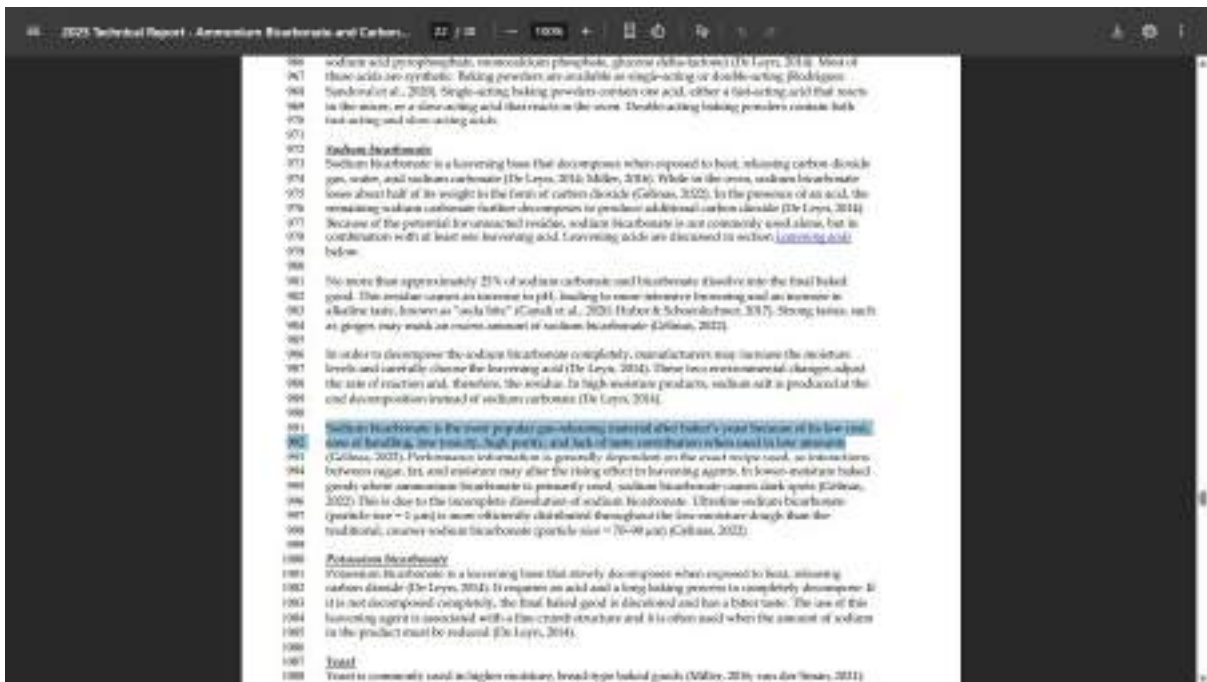 2025 Technical Report - Ammonium Bicarbonate and Carbon...
22 /
100%
966 sodium acid pyrophosphate, monocalcium phosphate, glucono delta-lactone) (De Leyn, 2014). Most of
967 these acids are synthetic. Baking powders are available as single-acting or double-acting (Rodriguez
968 Sandoval et al., 2020). Single-acting baking powders contain one acid, either a fast-acting acid that reacts
969 in the mixer, or a slow-acting acid that reacts in the oven. Double-acting baking powders contain both
970 fast-acting and slow-acting acids.
971
972 Sodium bicarbonate
973 Sodium bicarbonate is a leavening base that decomposes when exposed to heat, releasing carbon dioxide
974 gas, water, and sodium carbonate (De Leyn, 2014; Miller, 2016). While in the oven, sodium bicarbonate
975 loses about half of its weight in the form of carbon dioxide (Gélinas, 2022). In the presence of an acid, the
976 remaining sodium carbonate further decomposes to produce additional carbon dioxide (De Leyn, 2014).
977 Because of the potential for unreacted residue, sodium bicarbonate is not commonly used alone, but in
978 combination with at least one leavening acid. Leavening acids are discussed in section Leavening acids
979 below.
980
981 No more than approximately 25% of sodium carbonate and bicarbonate dissolve into the final baked
982 good. This residue causes an increase in pH, leading to more intensive browning and an increase in
983 alkaline taste, known as "soda bite" (Canali et al., 2020; Huber & Schoenlechner, 2017). Strong tastes, such
984 as ginger, may mask an excess amount of sodium bicarbonate (Gélinas, 2022).
985
986 In order to decompose the sodium bicarbonate completely, manufacturers may increase the moisture
987 levels and carefully choose the leavening acid (De Leyn, 2014). These two environmental changes adjust
988 the rate of reaction and, therefore, the residue. In high-moisture products, sodium salt is produced at the
989 end decomposition instead of sodium carbonate (De Leyn, 2014).
990
991 Sodium bicarbonate is the most popular gas-releasing material after baker's yeast because of its low cost,
992 ease of handling, low toxicity, high purity, and lack of taste contribution when used in low amounts
993 (Gélinas, 2022). Performance information is generally dependent on the exact recipe used, as interactions
994 between sugar, fat, and moisture may alter the rising effect in leavening agents. In lower-moisture baked
995 goods where ammonium bicarbonate is primarily used, sodium bicarbonate causes dark spots (Gélinas,
996 2022). This is due to the incomplete dissolution of sodium bicarbonate. Ultrafine sodium bicarbonate
997 (particle size ~ 1 µm) is more efficiently distributed throughout the low-moisture dough than the
998 traditional, coarser sodium bicarbonate (particle size ~ 70–90 µm) (Gélinas, 2022).
999
1000 Potassium bicarbonate
1001 Potassium bicarbonate is a leavening base that slowly decomposes when exposed to heat, releasing
1002 carbon dioxide (De Leyn, 2014). It requires an acid and a long baking process to completely decompose. If
1003 it is not decomposed completely, the final baked good is discolored and has a bitter taste. The use of this
1004 leavening agent is associated with a fine crumb structure and it is often used when the amount of sodium
1005 in the product must be reduced (De Leyn, 2014).
1006
1007 Yeast
1008 Yeast is commonly used in higher moisture, bread-type baked goods (Miller, 2016; van der Sman, 2021).